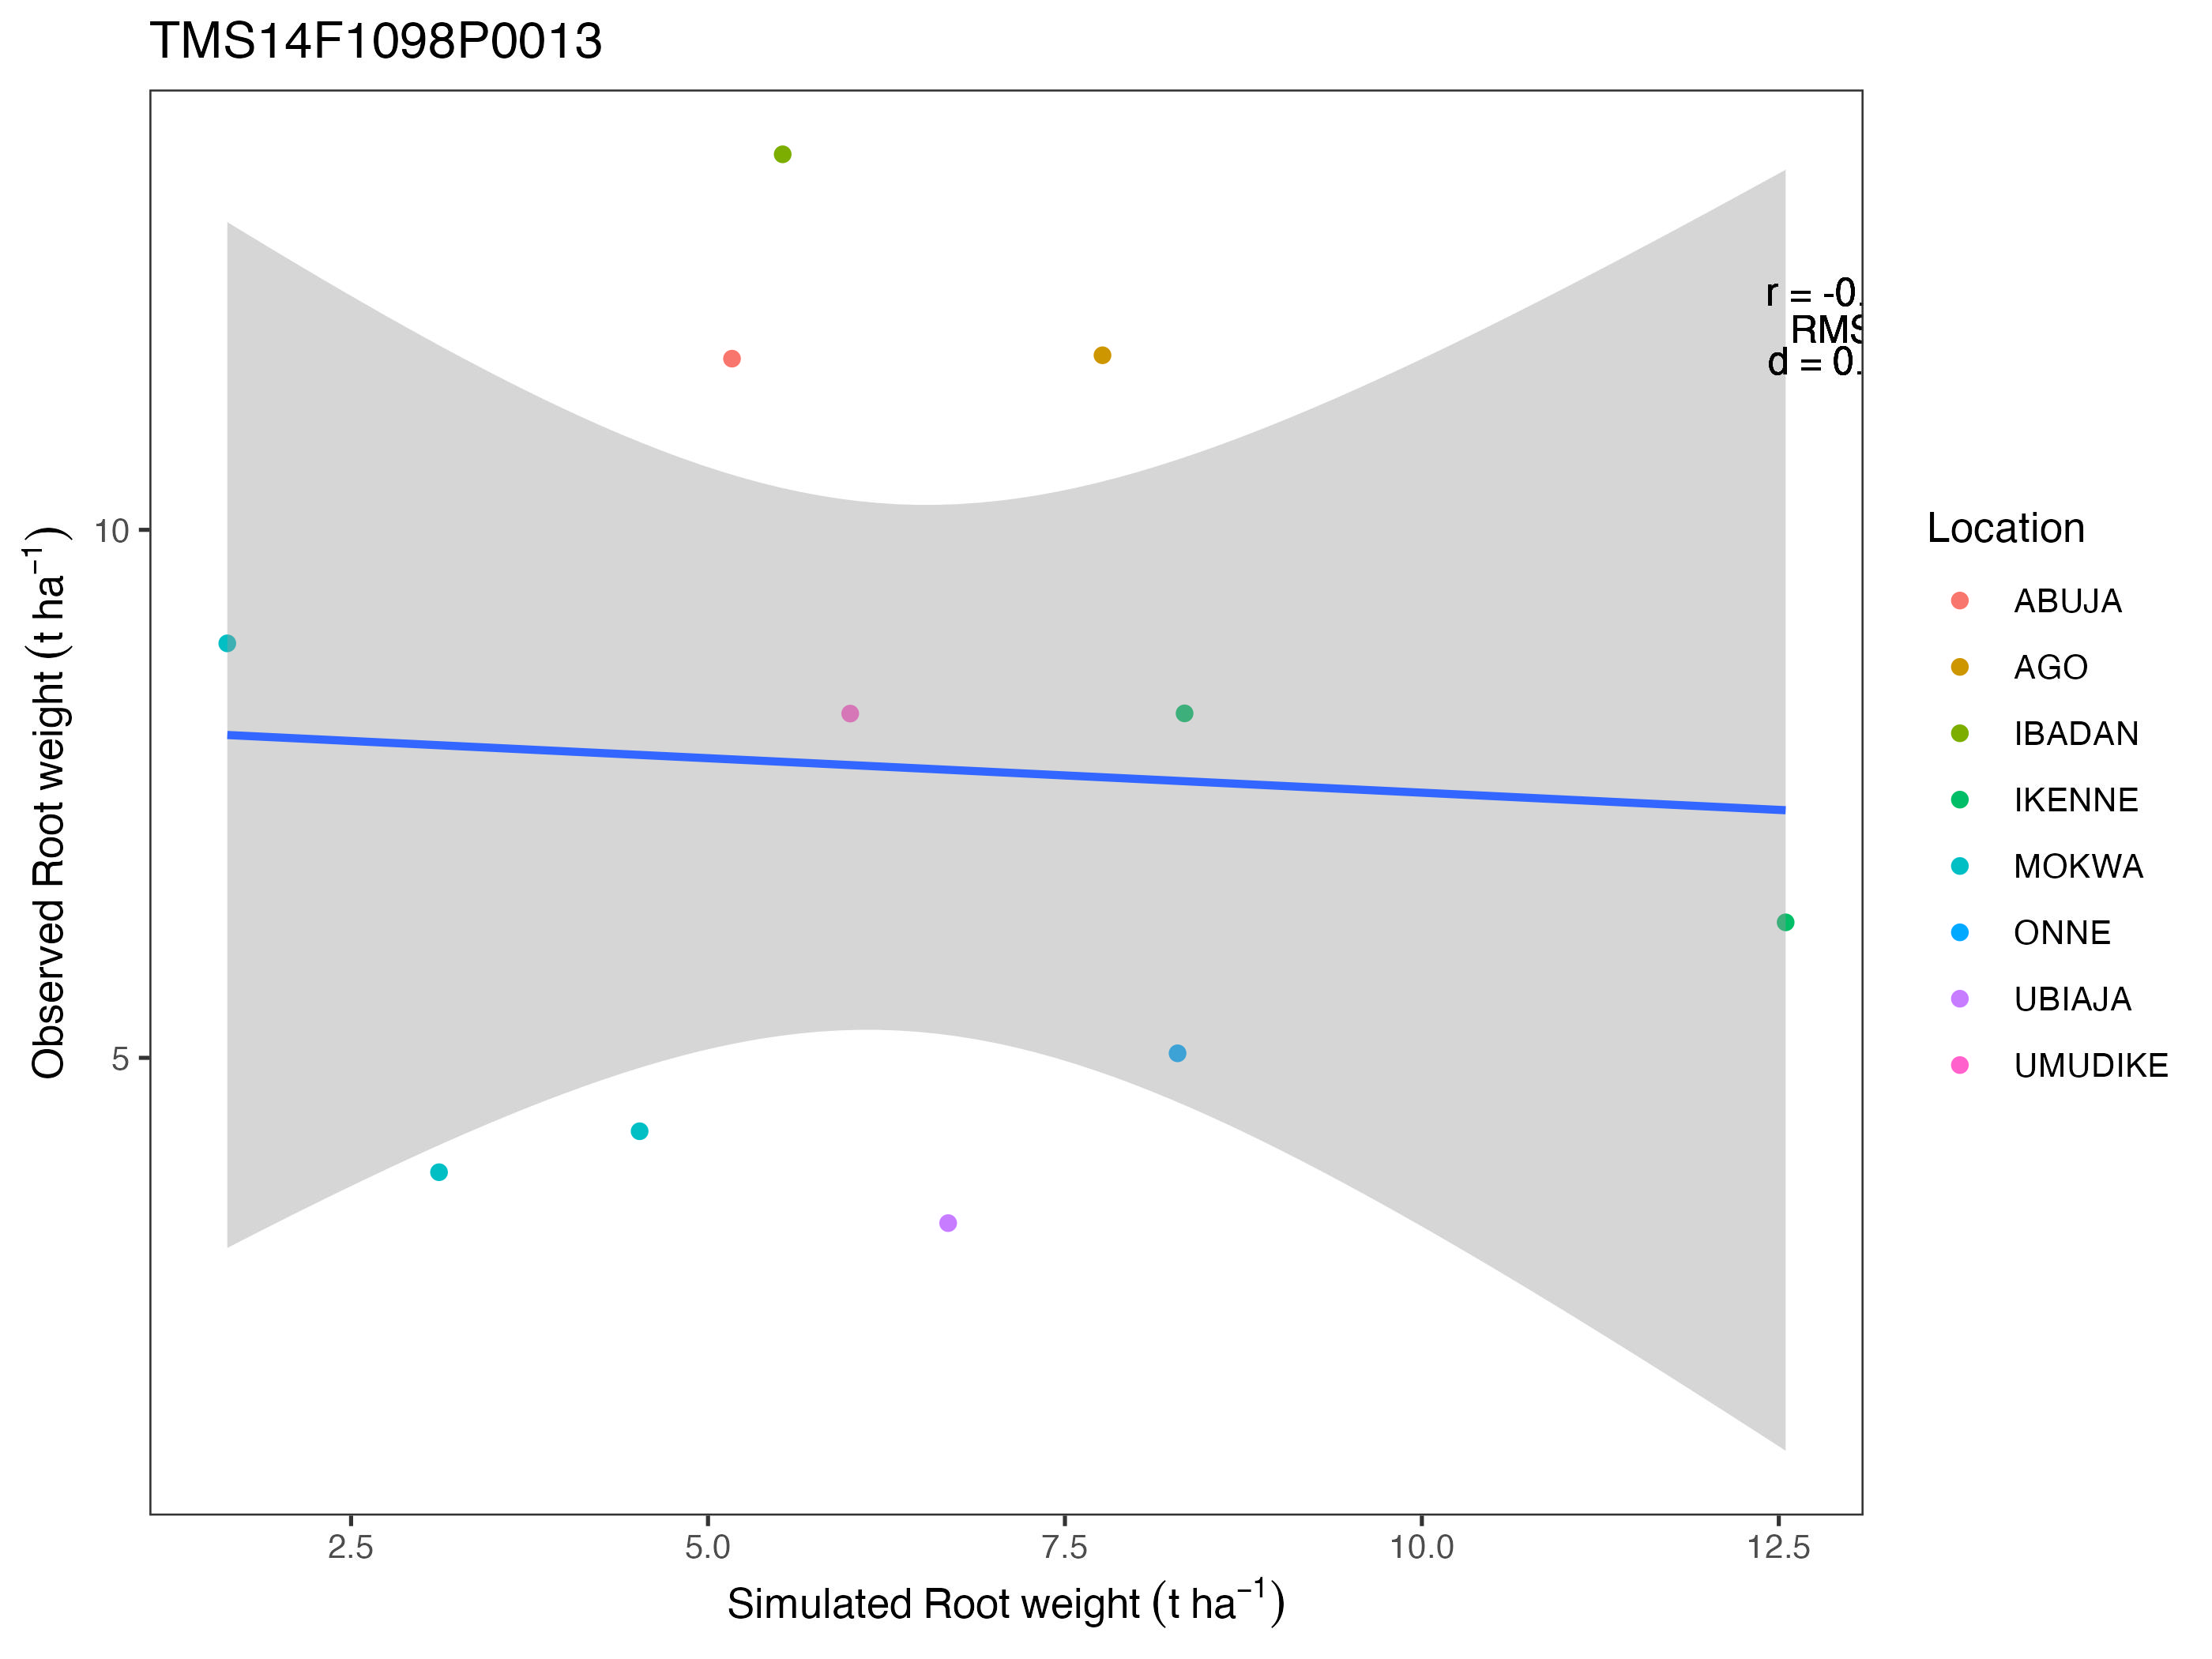 TMS14F1098P0013
r = -0.
RMS
d = 0.
10
5
Observed Root weight (t ha⁻¹)
2.5 5.0 7.5 10.0 12.5
Simulated Root weight (t ha⁻¹)
Location
ABUJA
AGO
IBADAN
IKENNE
MOKWA
ONNE
UBIAJA
UMUDIKE